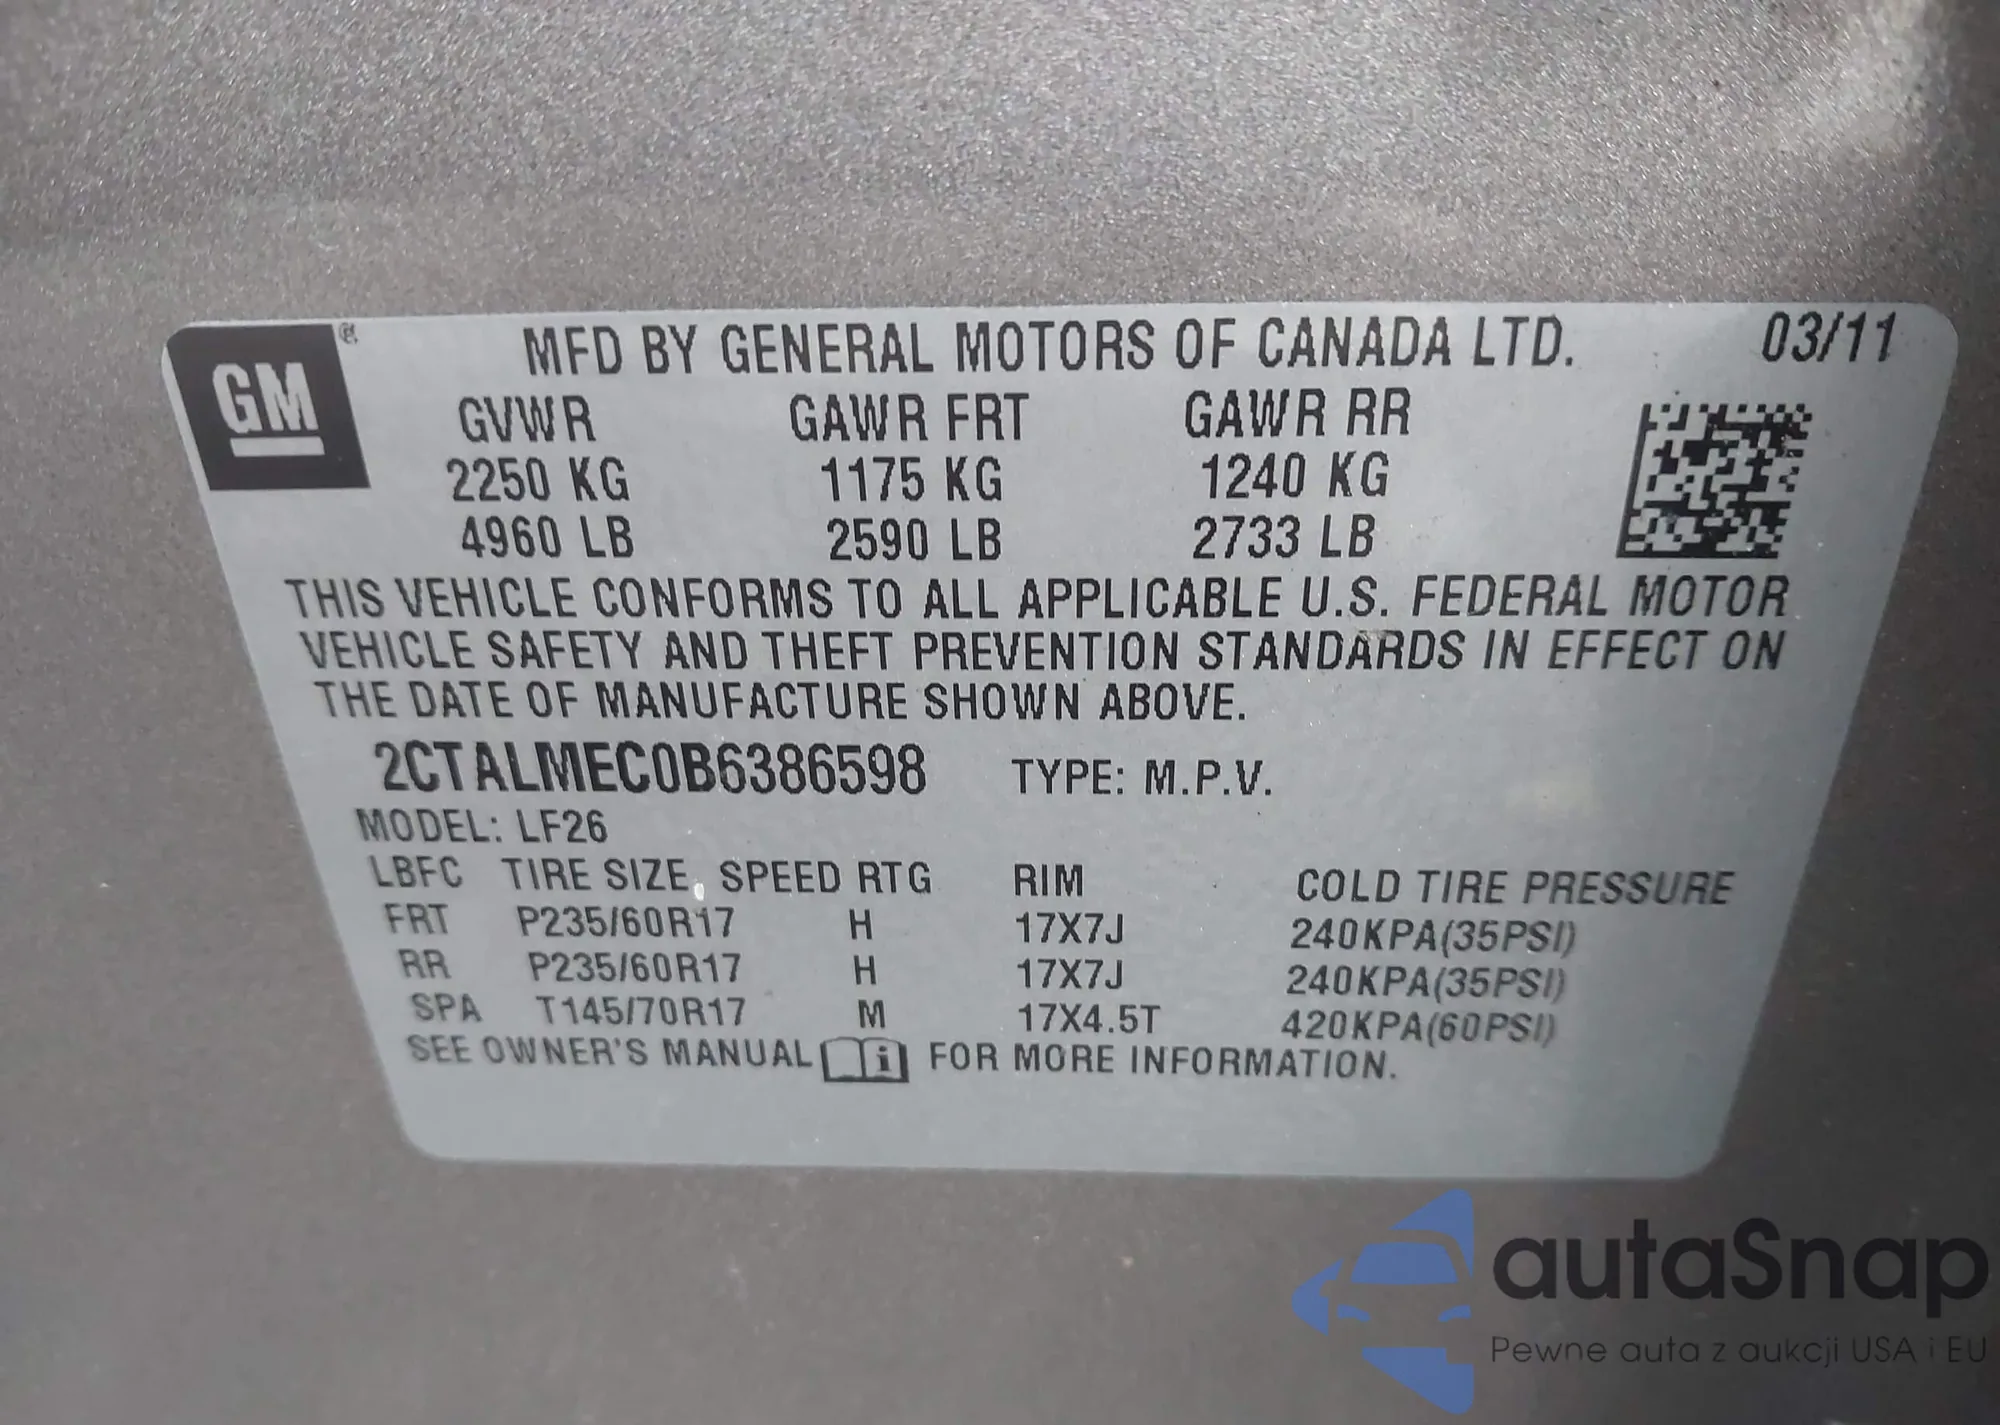 GM ® MFD BY GENERAL MOTORS OF CANADA LTD. 03/11
GVWR GAWR FRT GAWR RR
2250 KG 1175 KG 1240 KG
4960 LB 2590 LB 2733 LB
THIS VEHICLE CONFORMS TO ALL APPLICABLE U.S. FEDERAL MOTOR
VEHICLE SAFETY AND THEFT PREVENTION STANDARDS IN EFFECT ON
THE DATE OF MANUFACTURE SHOWN ABOVE.
2CTALMEC0B6386598 TYPE: M.P.V.
MODEL: LF26
LBFC TIRE SIZE SPEED RTG RIM COLD TIRE PRESSURE
FRT P235/60R17 H 17X7J 240KPA(35PSI)
RR P235/60R17 H 17X7J 240KPA(35PSI)
SPA T145/70R17 M 17X4.5T 420KPA(60PSI)
SEE OWNER'S MANUAL i FOR MORE INFORMATION.
autaSnap
Pewne auta z aukcji USA i EU